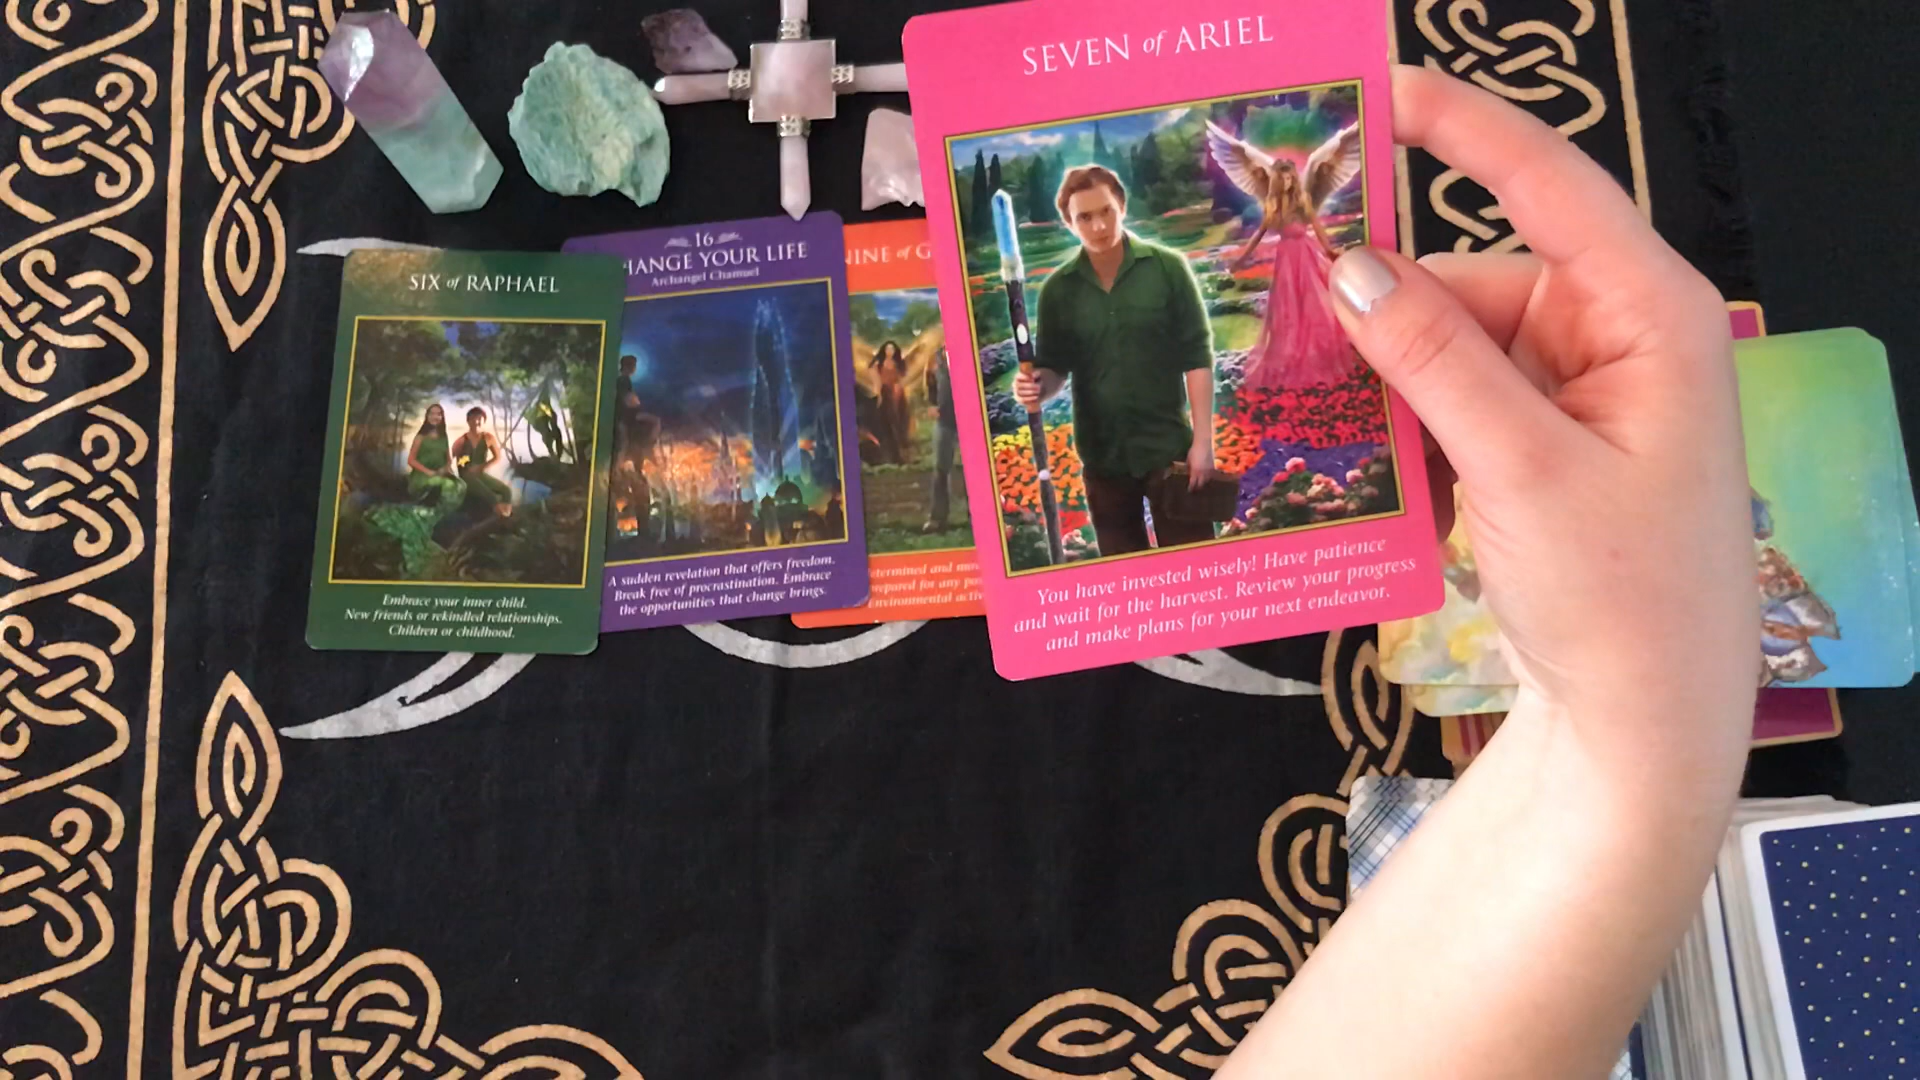 SIX of RAPHAEL
Embrace your inner child.
New friends or rekindled relationships.
Children or childhood.
16
HANGE YOUR LIFE
Archangel Chamuel
A sudden revelation that offers freedom.
Break free of procrastination. Embrace
the opportunities that change brings.
NINE of G
etermined and
repared for any
Environmental
SEVEN of ARIEL
You have invested wisely! Have patience
and wait for the harvest. Review your progress
and make plans for your next endeavor.